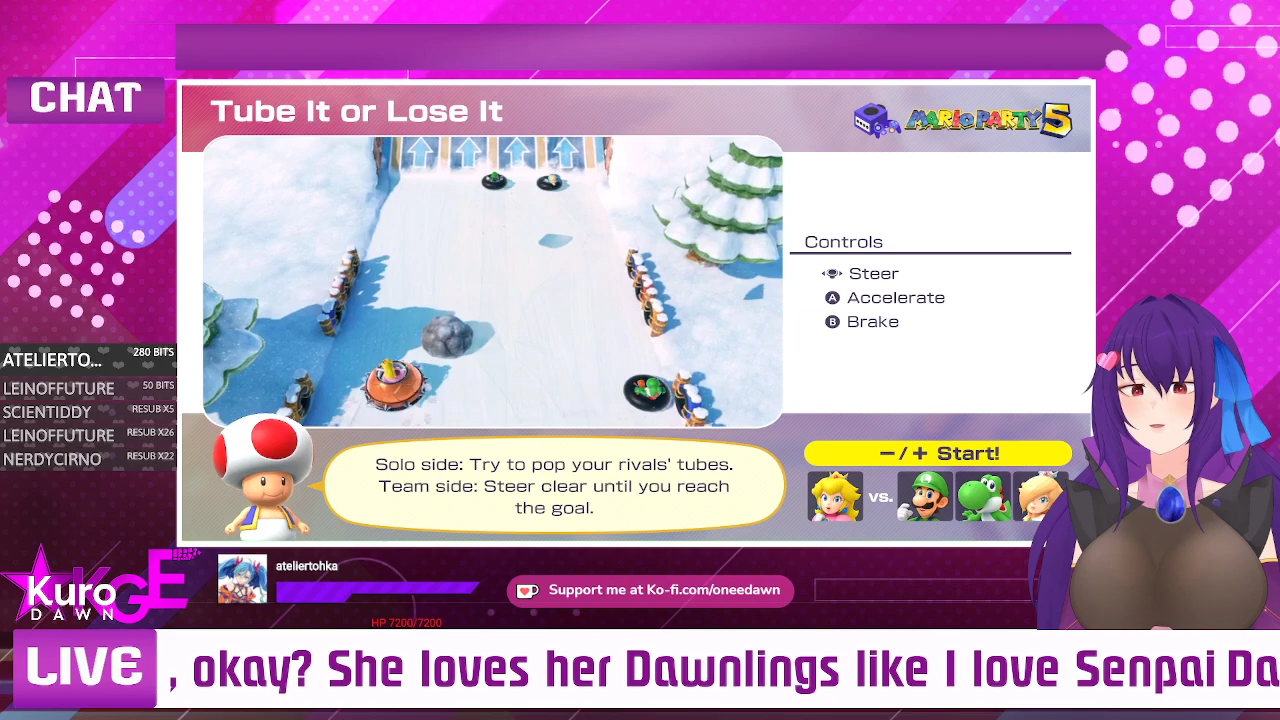 CHAT
Tube It or Lose It
MARIO PARTY 5
Controls
Steer
A Accelerate
B Brake
ATELIERTO... 280 BITS
LEINOFFUTURE 50 BITS
SCIENTIDDY RESUB X5
LEINOFFUTURE RESUB X26
NERDYCIRNO RESUB X22
Solo side: Try to pop your rivals' tubes.
Team side: Steer clear until you reach
the goal.
−/+ Start!
vs.
Kuro
DAWN
ateliertohka
Support me at Ko-fi.com/oneedawn
HP 7200/7200
LIVE
, okay? She loves her Dawnlings like I love Senpai Da